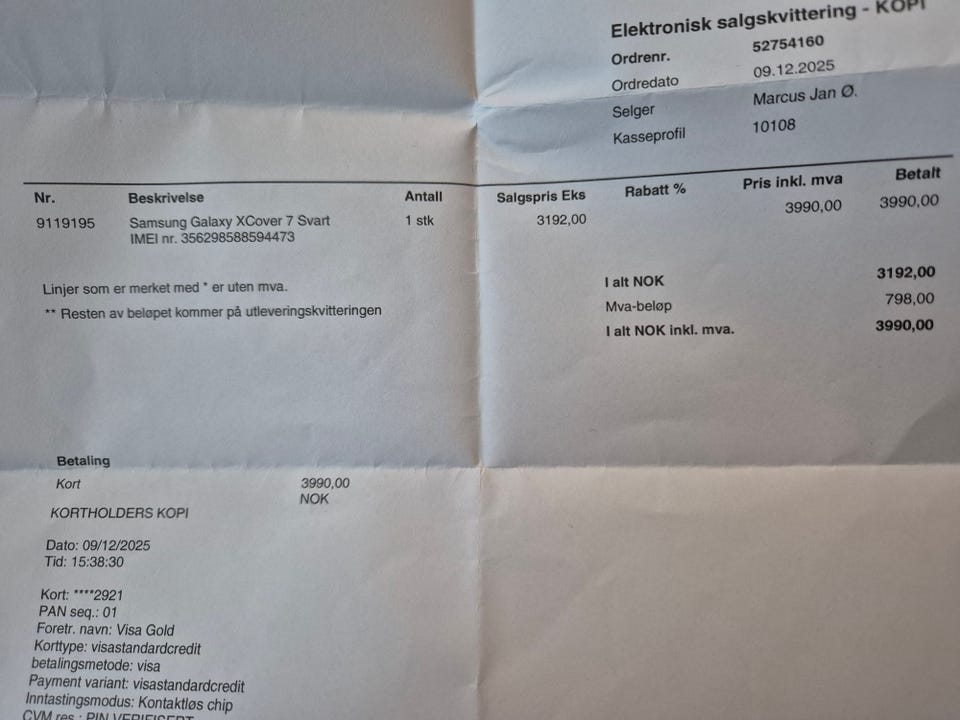 Elektronisk salgskvittering - KOPI
Ordrenr. 52754160
Ordredato 09.12.2025
Selger Marcus Jan Ø.
Kasseprofil 10108
Nr. Beskrivelse Antall Salgspris Eks Rabatt % Pris inkl. mva Betalt
9119195 Samsung Galaxy XCover 7 Svart 1 stk 3192,00 3990,00 3990,00
IMEI nr. 356298588594473
Linjer som er merket med * er uten mva.
** Resten av beløpet kommer på utleveringskvitteringen
I alt NOK 3192,00
Mva-beløp 798,00
I alt NOK inkl. mva. 3990,00
Betaling
Kort 3990,00
NOK
KORTHOLDERS KOPI
Dato: 09/12/2025
Tid: 15:38:30
Kort: ****2921
PAN seq.: 01
Foretr. navn: Visa Gold
Korttype: visastandardcredit
betalingsmetode: visa
Payment variant: visastandardcredit
Inntastingsmodus: Kontaktløs chip
CVM res.: PIN VERIFISERT